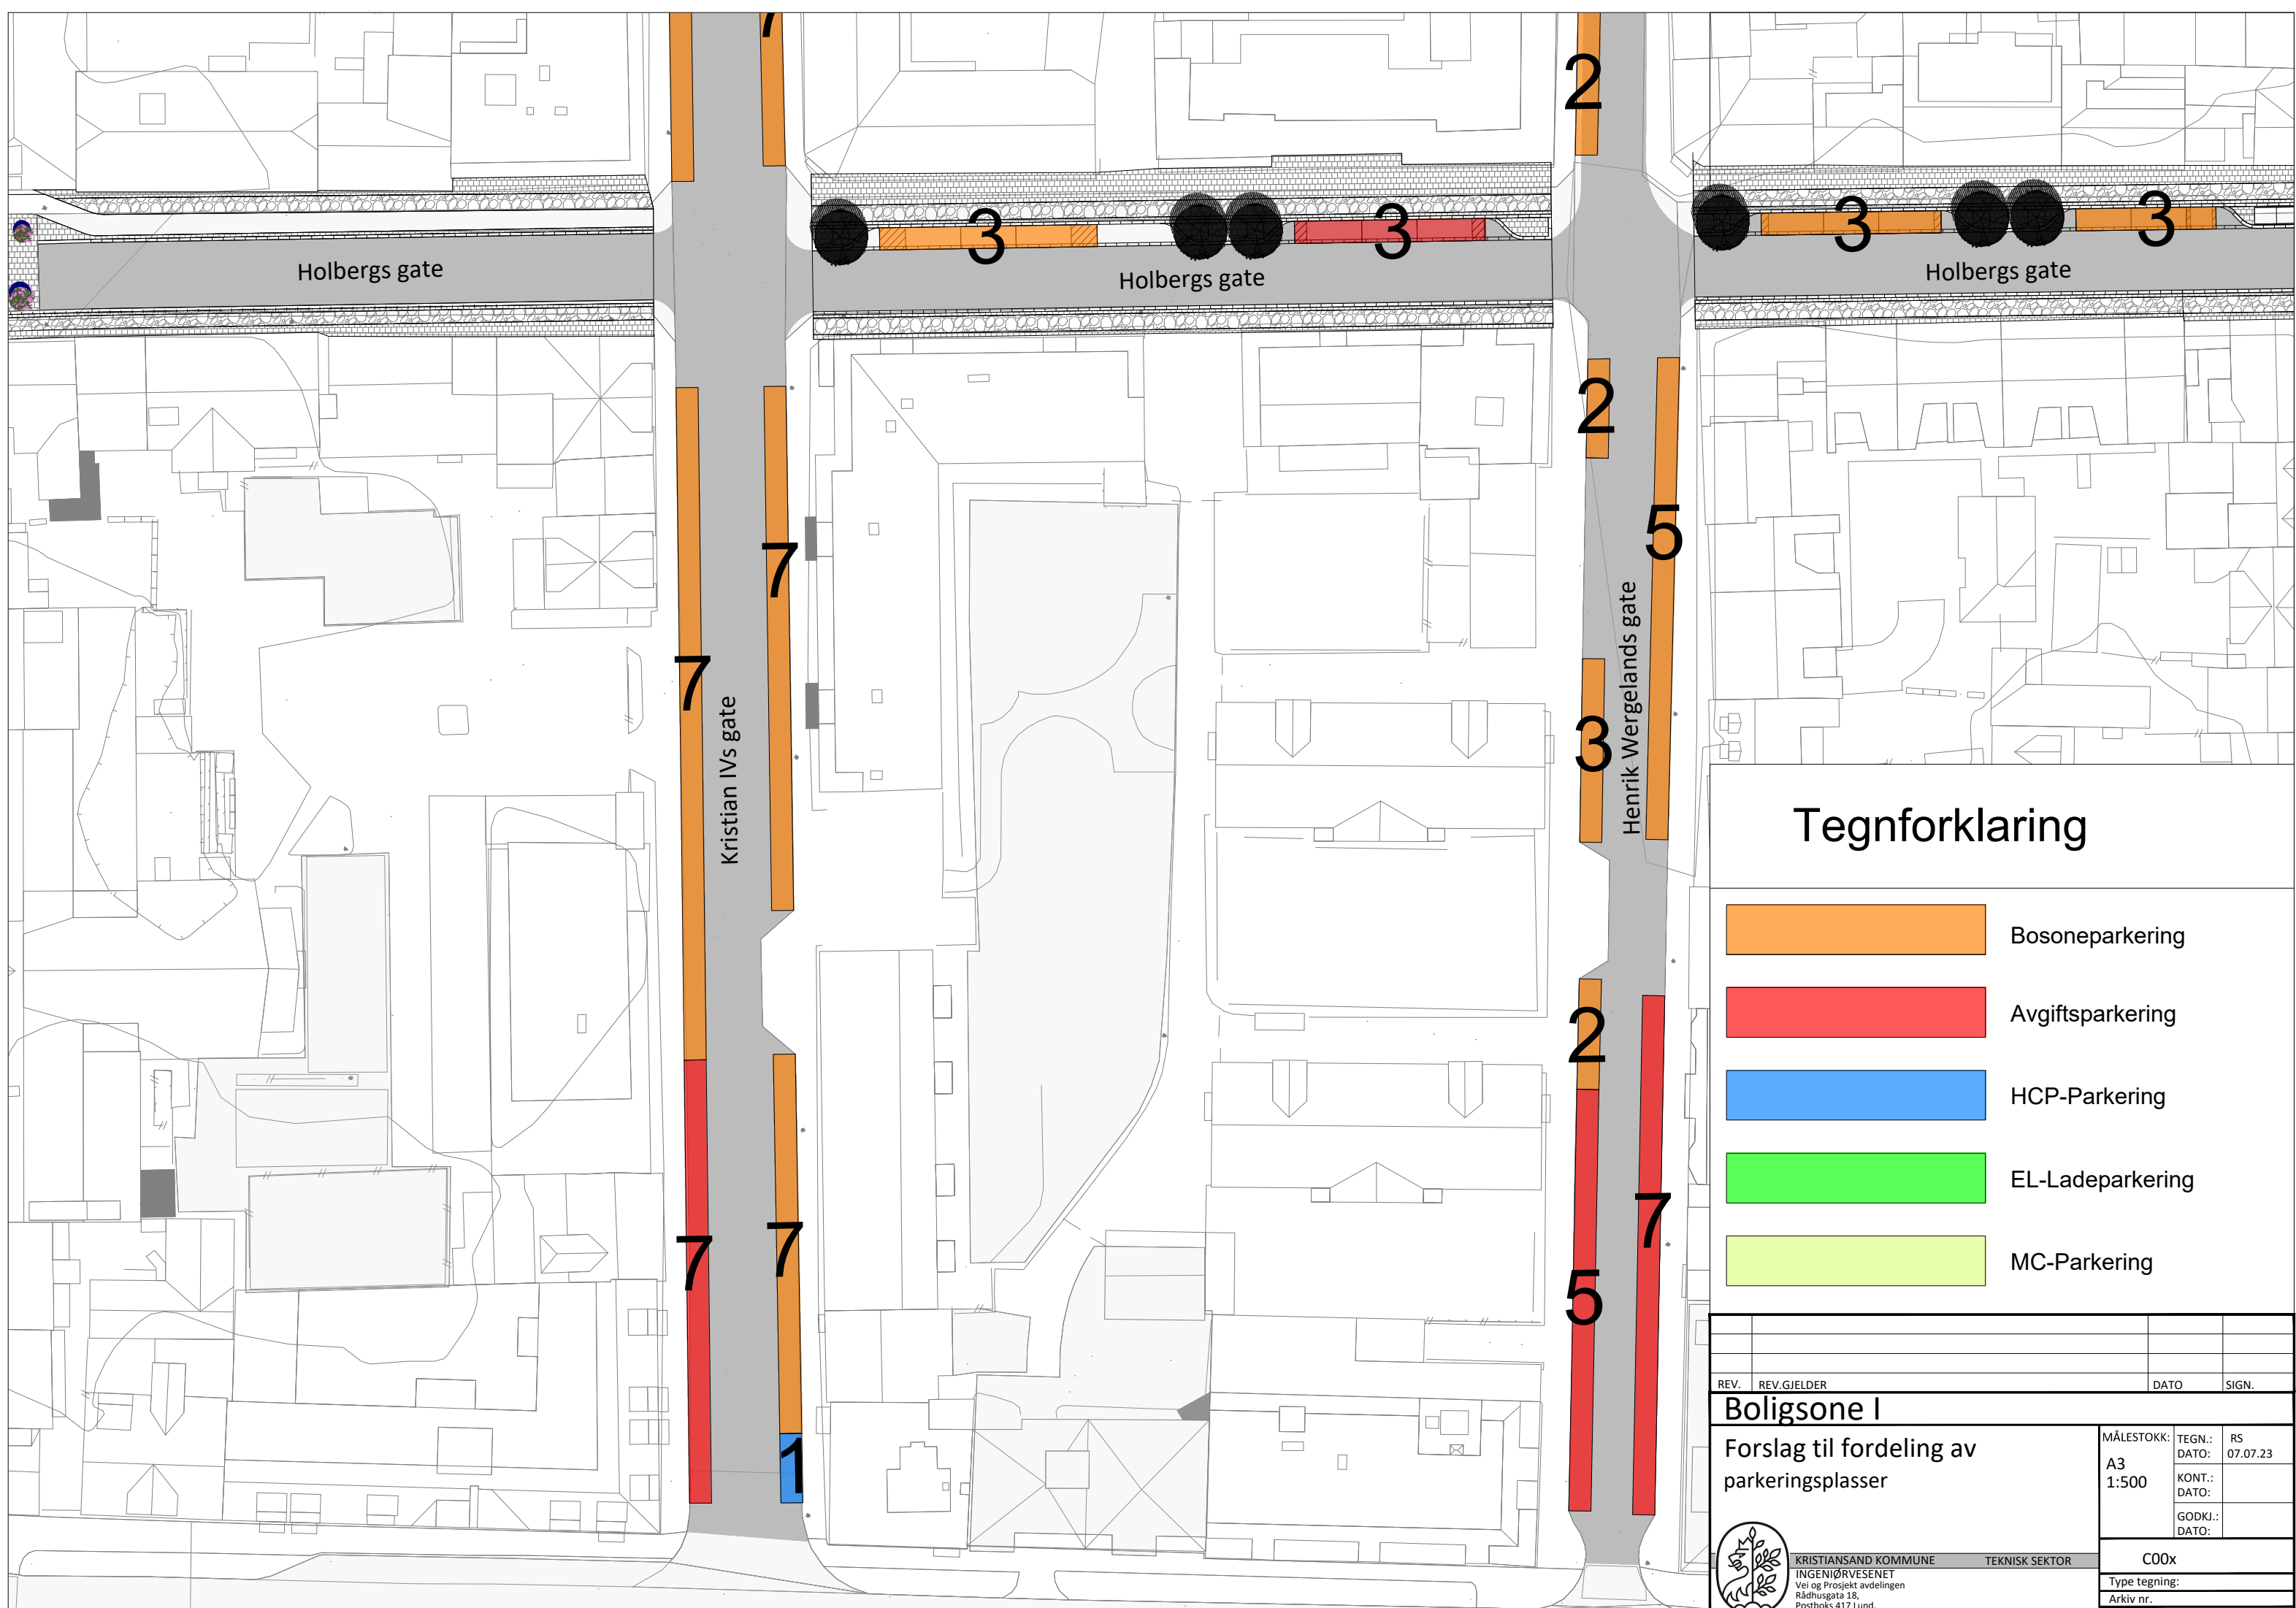 7
2
3
3
3
3
Holbergs gate
Holbergs gate
Holbergs gate
2
5
7
7
3
Kristian IVs gate
Henrik Wergelands gate
2
7
7
7
5
1
Tegnforklaring
Bosoneparkering
Avgiftsparkering
HCP-Parkering
EL-Ladeparkering
MC-Parkering
REV. REV.GJELDER DATO SIGN.
Boligsone I
Forslag til fordeling av
parkeringsplasser
MÅLESTOKK:
A3
1:500
TEGN.: RS
DATO: 07.07.23
KONT.:
DATO:
GODKJ.:
DATO:
KRISTIANSAND KOMMUNE TEKNISK SEKTOR
INGENIØRVESENET
Vei og Prosjekt avdelingen
Rådhusgata 18,
Postboks 417 Lund,
C00x
Type tegning:
Arkiv nr.